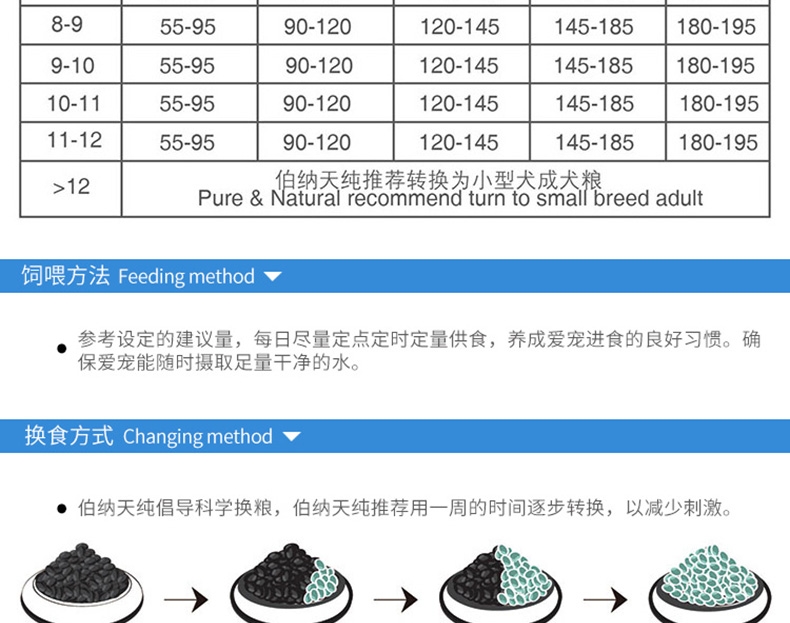 8-9 55-95 90-120 120-145 145-185 180-195
9-10 55-95 90-120 120-145 145-185 180-195
10-11 55-95 90-120 120-145 145-185 180-195
11-12 55-95 90-120 120-145 145-185 180-195
>12 伯纳天纯推荐转换为小型犬成犬粮
Pure & Natural recommend turn to small breed adult
饲喂方法 Feeding method
参考设定的建议量，每日尽量定点定时定量供食，养成爱宠进食的良好习惯。确
保爱宠能随时摄取足量干净的水。
换食方式 Changing method
伯纳天纯倡导科学换粮，伯纳天纯推荐用一周的时间逐步转换，以减少刺激。